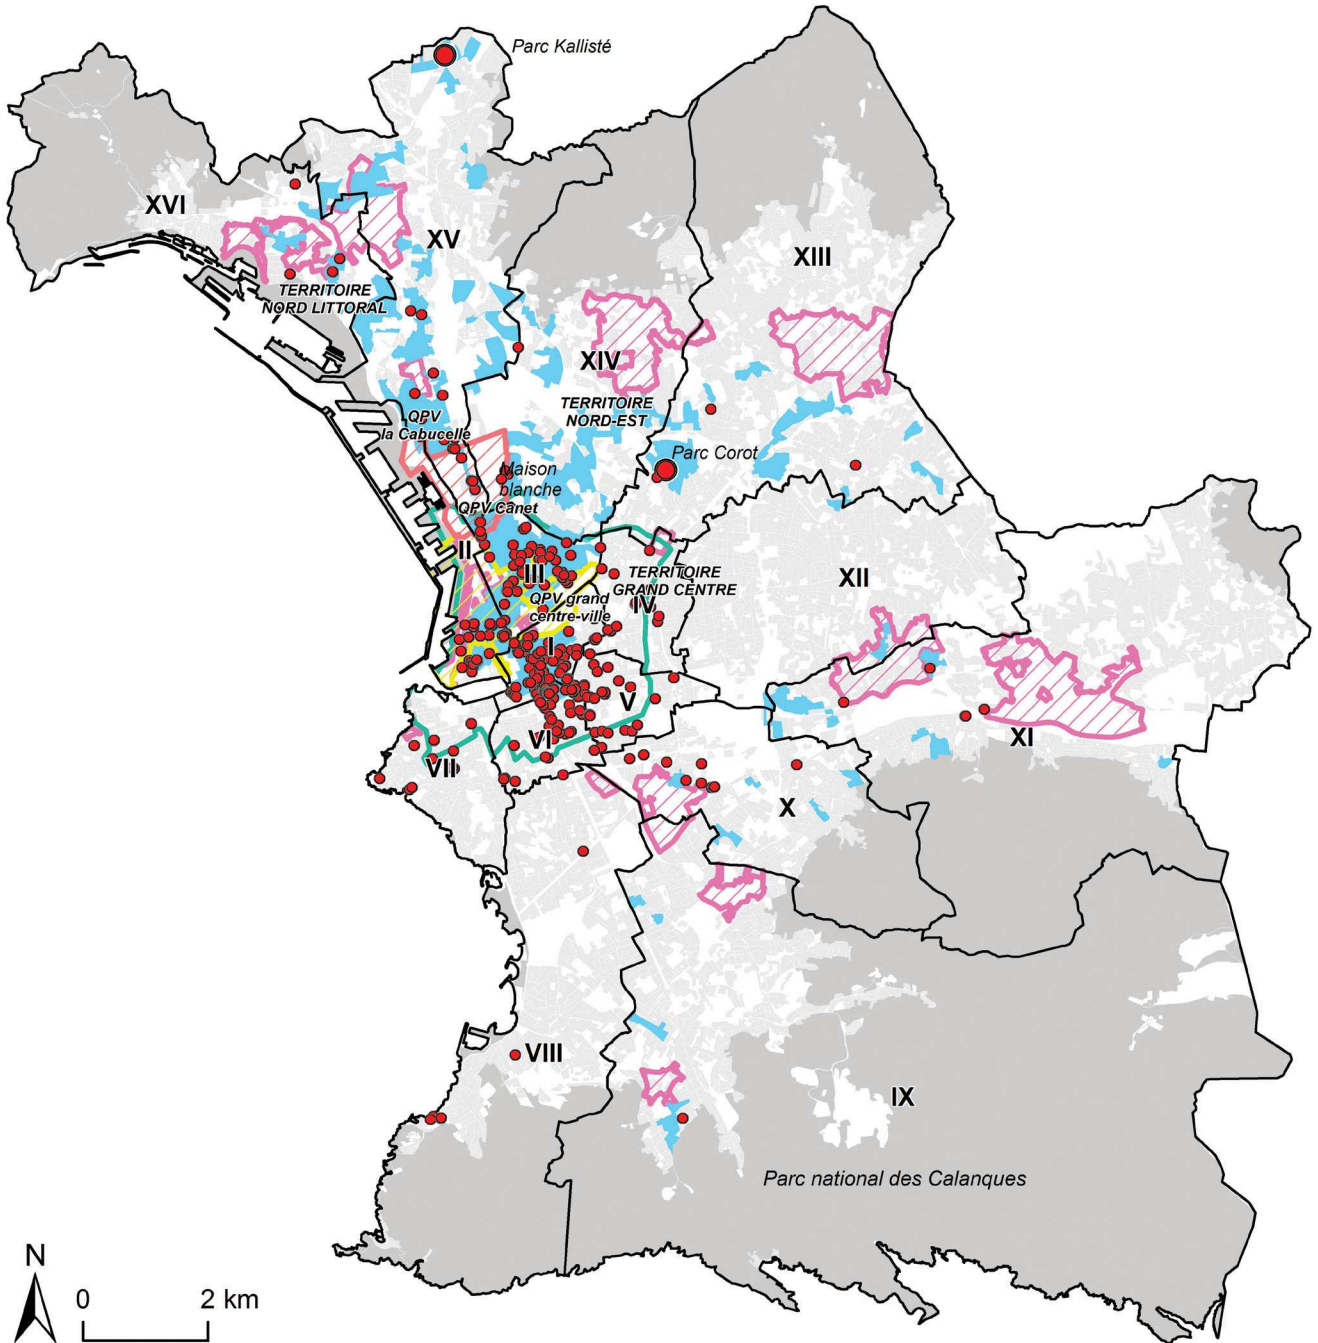 Parc Kallisté
XVI
XV
XIII
TERRITOIRE
NORD LITTORAL
XIV
TERRITOIRE
NORD-EST
QPV
la Cabucelle
Parc Corot
Maison
blanche
QPV Canet
II
III
TERRITOIRE
GRAND CENTRE
XII
QPV grand
centre-ville
IV
I
V
VI
VII
XI
X
VIII
IX
Parc national des Calanques
N
0 2 km